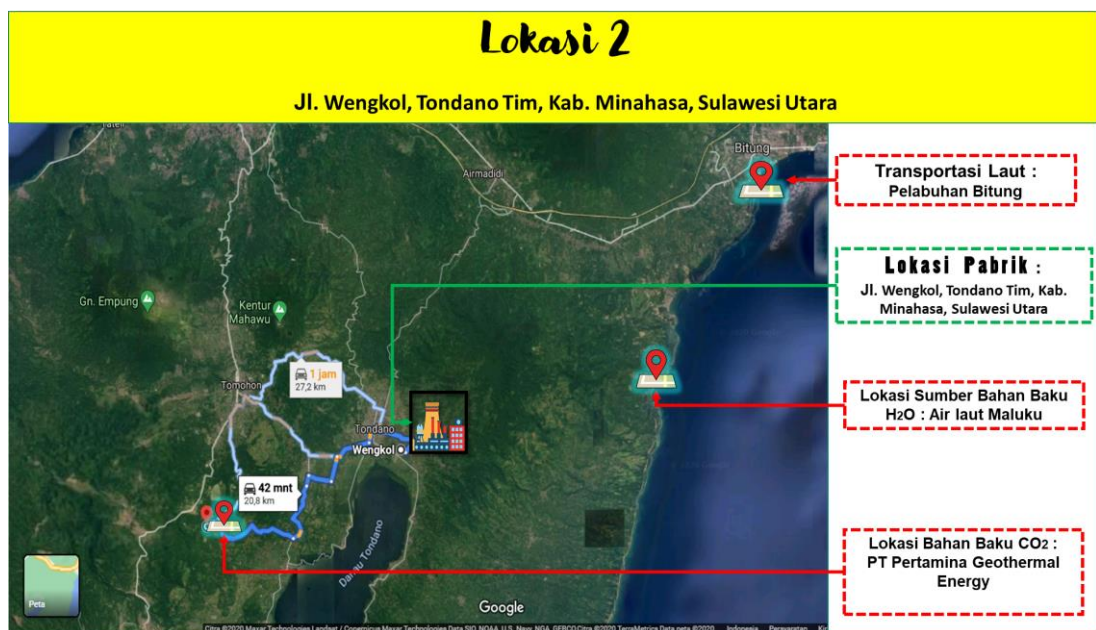 Lokasi 2
Jl. Wengkol, Tondano Tim, Kab. Minahasa, Sulawesi Utara
Bitung
Airmadidi
Gn. Empung
Kentur
Mahawu
1 jam
27,2 km
Tomohon
Tondano
Wengkol
42 mnt
20,8 km
Danau Tondano
Peta
Google
Transportasi Laut :
Pelabuhan Bitung
Lokasi Pabrik :
Jl. Wengkol, Tondano Tim, Kab.
Minahasa, Sulawesi Utara
Lokasi Sumber Bahan Baku
H2O : Air laut Maluku
Lokasi Bahan Baku CO2 :
PT Pertamina Geothermal
Energy